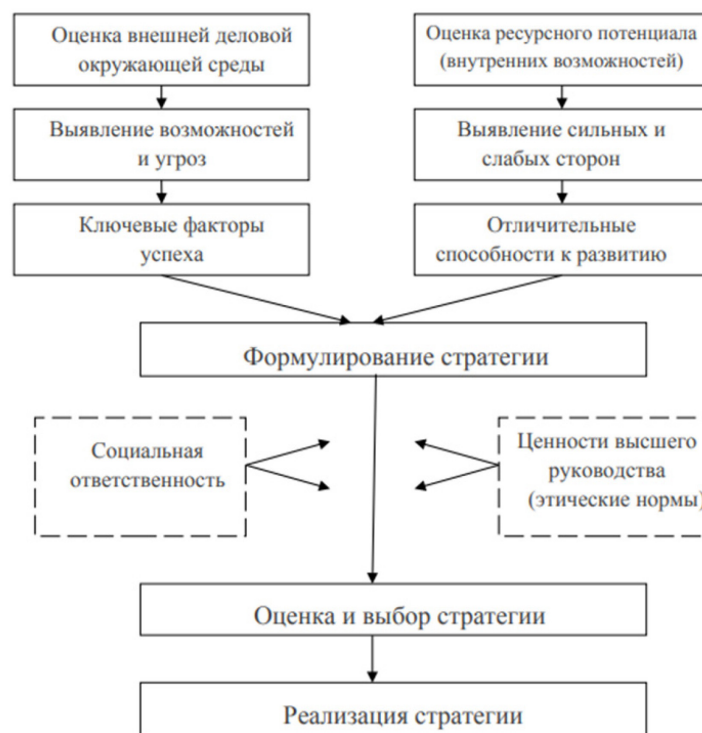 Оценка внешней деловой
окружающей среды
Оценка ресурсного потенциала
(внутренних возможностей)
Выявление возможностей
и угроз
Выявление сильных и
слабых сторон
Ключевые факторы
успеха
Отличительные
способности к развитию
Формулирование стратегии
Социальная
ответственность
Ценности высшего
руководства
(этические нормы)
Оценка и выбор стратегии
Реализация стратегии